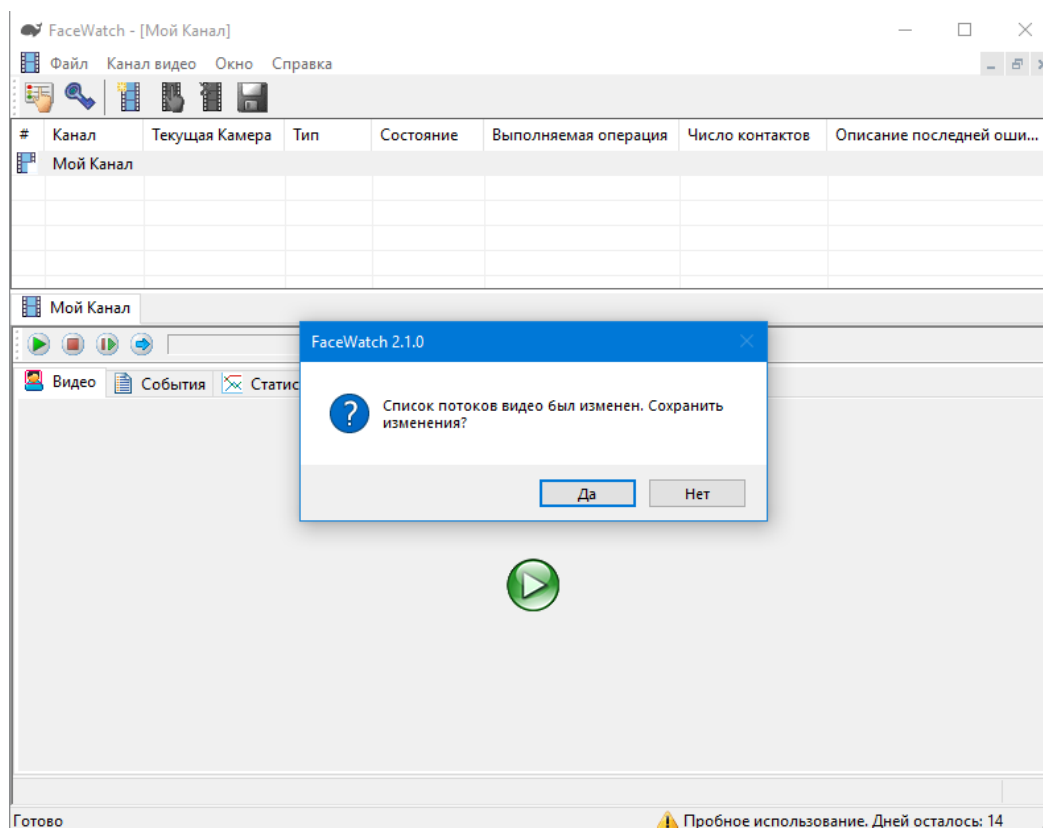 FaceWatch - [Мой Канал]
Файл Канал видео Окно Справка
# Канал Текущая Камера Тип Состояние Выполняемая операция Число контактов Описание последней оши...
Мой Канал
Мой Канал
FaceWatch 2.1.0
Видео События Статис
Список потоков видео был изменен. Сохранить
изменения?
Да Нет
Готово Пробное использование. Дней осталось: 14